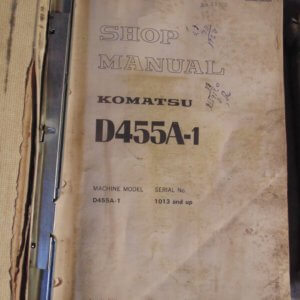 SHOP
MANUAL
KOMATSU
D455A-1
MACHINE MODEL SERIAL No.
D455A-1 1013 and up